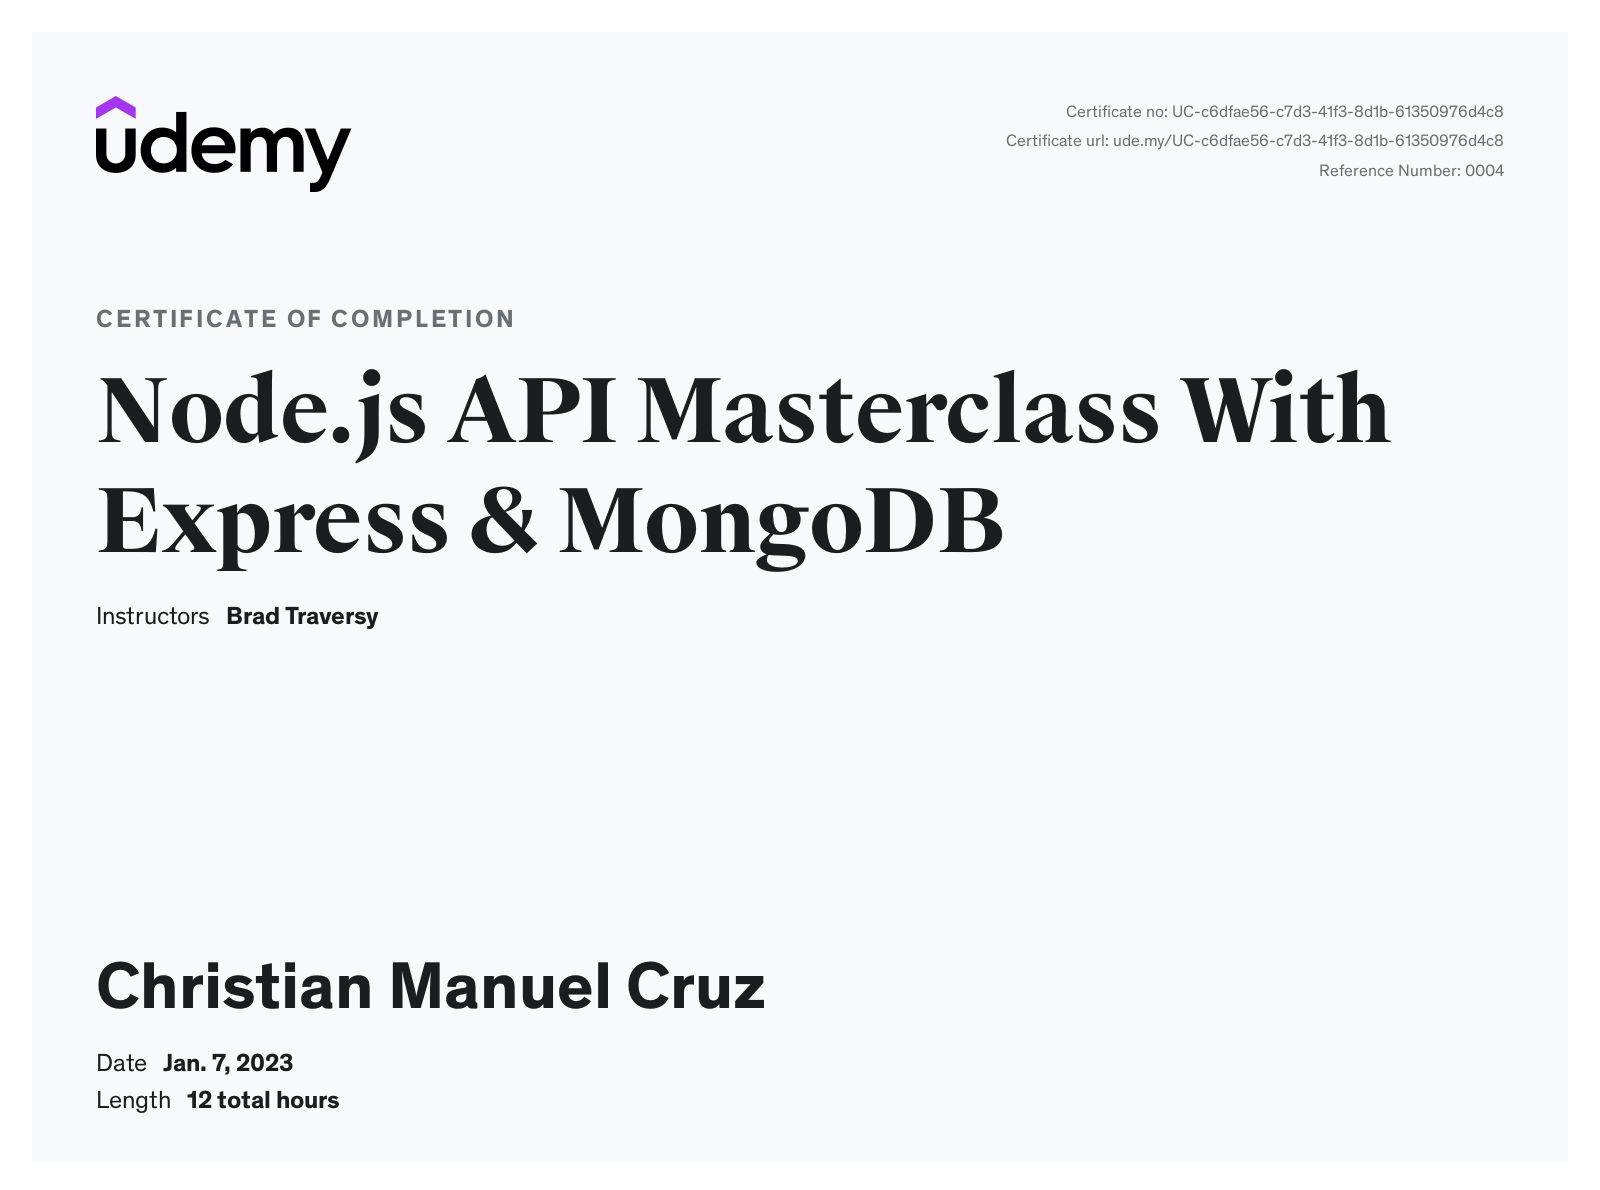 udemy
Certificate no: UC-c6dfae56-c7d3-41f3-8d1b-61350976d4c8
Certificate url: ude.my/UC-c6dfae56-c7d3-41f3-8d1b-61350976d4c8
Reference Number: 0004
CERTIFICATE OF COMPLETION
Node.js API Masterclass With
Express & MongoDB
Instructors Brad Traversy
Christian Manuel Cruz
Date Jan. 7, 2023
Length 12 total hours